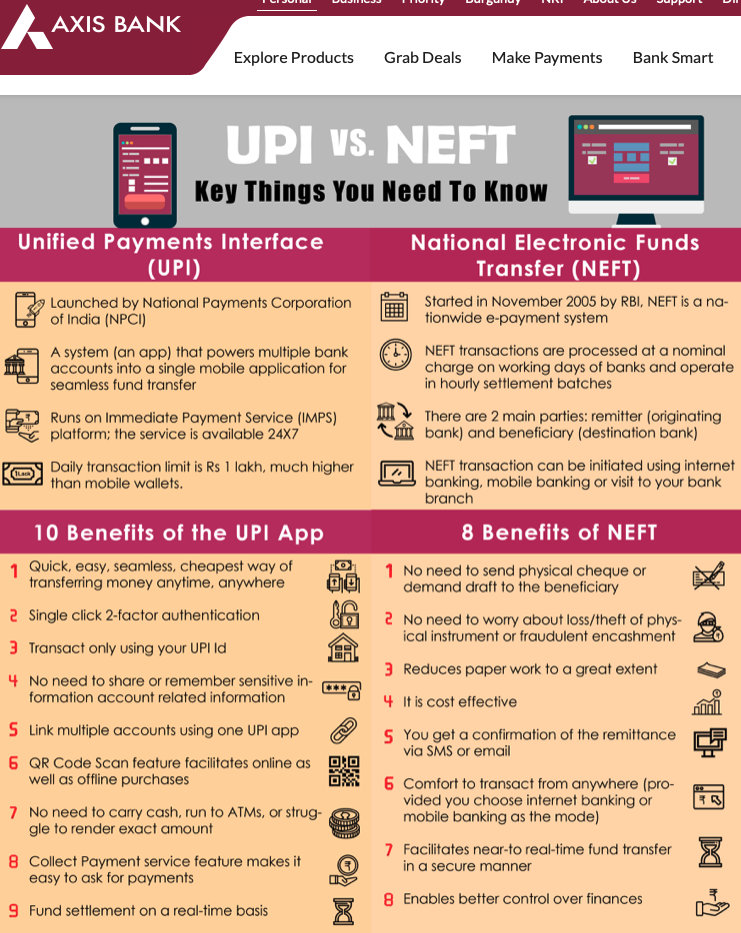 Personal Business Priority Burgundy NRI About Us Support
AXIS BANK
Explore Products Grab Deals Make Payments Bank Smart
UPI vs. NEFT
Key Things You Need To Know
Unified Payments Interface
(UPI)
Launched by National Payments Corporation
of India (NPCI)
A system (an app) that powers multiple bank
accounts into a single mobile application for
seamless fund transfer
Runs on Immediate Payment Service (IMPS)
platform; the service is available 24X7
1Lack
Daily transaction limit is Rs 1 lakh, much higher
than mobile wallets.
National Electronic Funds
Transfer (NEFT)
Started in November 2005 by RBI, NEFT is a na-
tionwide e-payment system
NEFT transactions are processed at a nominal
charge on working days of banks and operate
in hourly settlement batches
There are 2 main parties: remitter (originating
bank) and beneficiary (destination bank)
NEFT transaction can be initiated using internet
banking, mobile banking or visit to your bank
branch
10 Benefits of the UPI App
1 Quick, easy, seamless, cheapest way of
transferring money anytime, anywhere
2 Single click 2-factor authentication
3 Transact only using your UPI Id
4 No need to share or remember sensitive in-
formation account related information
5 Link multiple accounts using one UPI app
6 QR Code Scan feature facilitates online as
well as offline purchases
7 No need to carry cash, run to ATMs, or strug-
gle to render exact amount
8 Collect Payment service feature makes it
easy to ask for payments
9 Fund settlement on a real-time basis
8 Benefits of NEFT
1 No need to send physical cheque or
demand draft to the beneficiary
2 No need to worry about loss/theft of phys-
ical instrument or fraudulent encashment
3 Reduces paper work to a great extent
4 It is cost effective
5 You get a confirmation of the remittance
via SMS or email
6 Comfort to transact from anywhere (pro-
vided you choose internet banking or
mobile banking as the mode)
7 Facilitates near-to real-time fund transfer
in a secure manner
8 Enables better control over finances